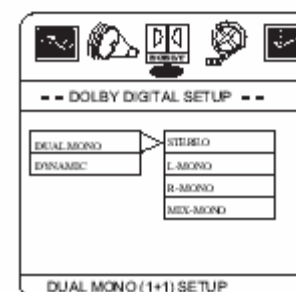 -- DOLBY DIGITAL SETUP --
DUAL MONO
DYNAMIC
STEREO
L-MONO
R-MONO
MIX-MONO
DUAL MONO (1+1) SETUP